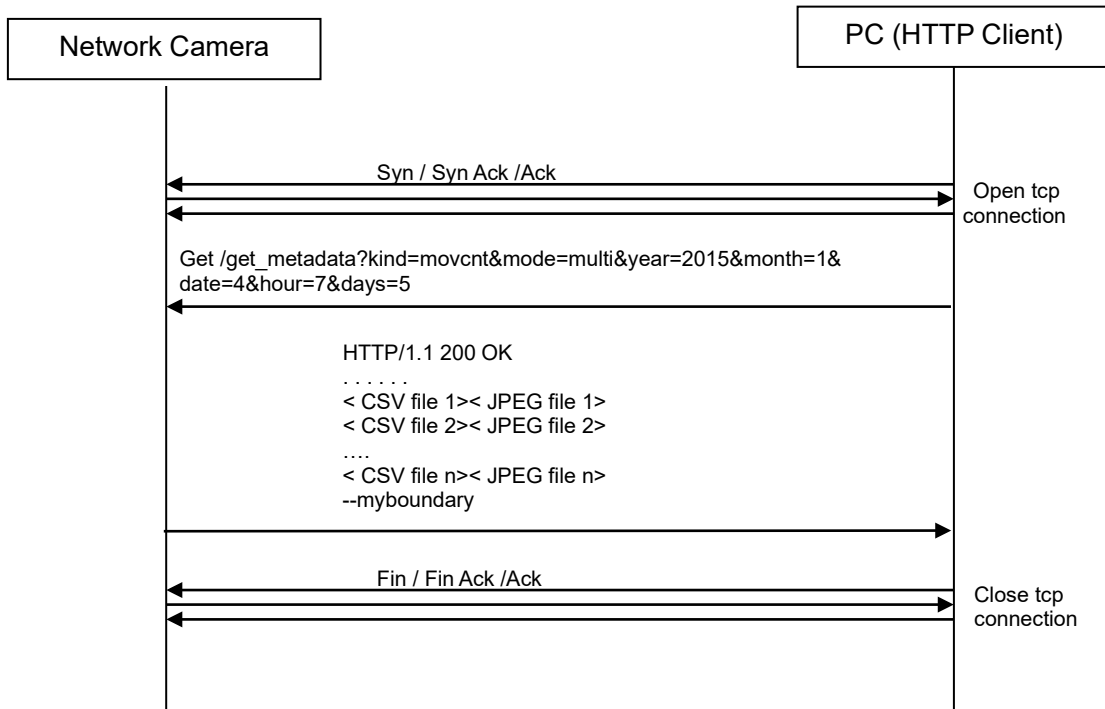 Network Camera
PC (HTTP Client)
Syn / Syn Ack /Ack
Open tcp
connection
Get /get_metadata?kind=movcnt&mode=multi&year=2015&month=1&
date=4&hour=7&days=5
HTTP/1.1 200 OK
. . . . . .
< CSV file 1>< JPEG file 1>
< CSV file 2>< JPEG file 2>
….
< CSV file n>< JPEG file n>
--myboundary
Fin / Fin Ack /Ack
Close tcp
connection